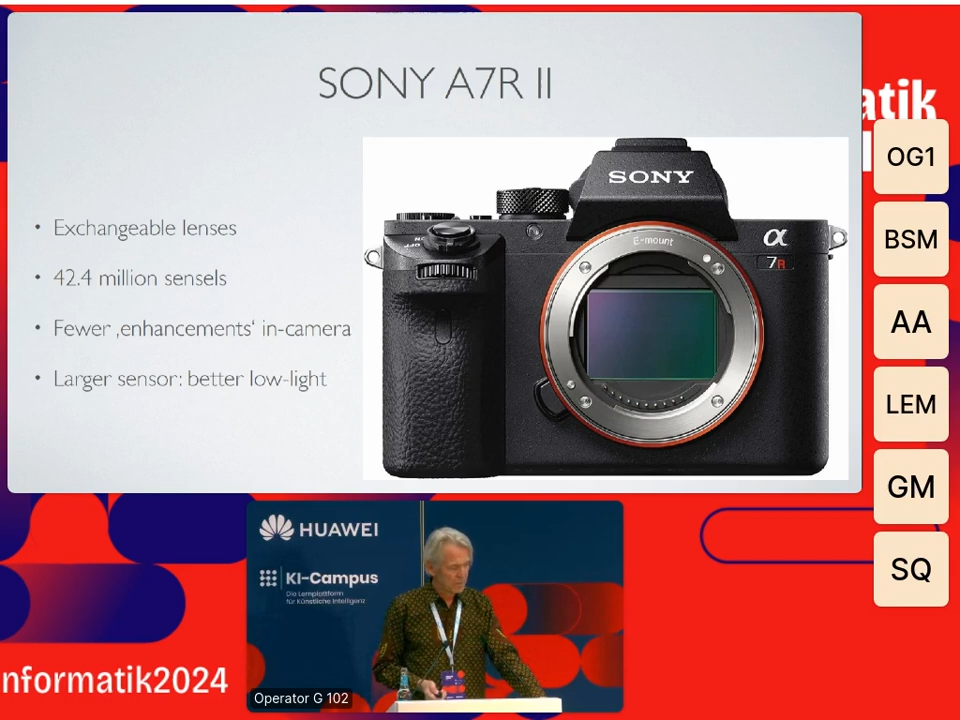 SONY A7R II
• Exchangeable lenses
• 42.4 million sensels
• Fewer ‚enhancements‘ in-camera
• Larger sensor: better low-light
SONY
E-mount
α
7R
atik
OG1
BSM
AA
LEM
GM
SQ
HUAWEI
KI-Campus
Die Lernplattform
für Künstliche Intelligenz
Operator G 102
nformatik2024